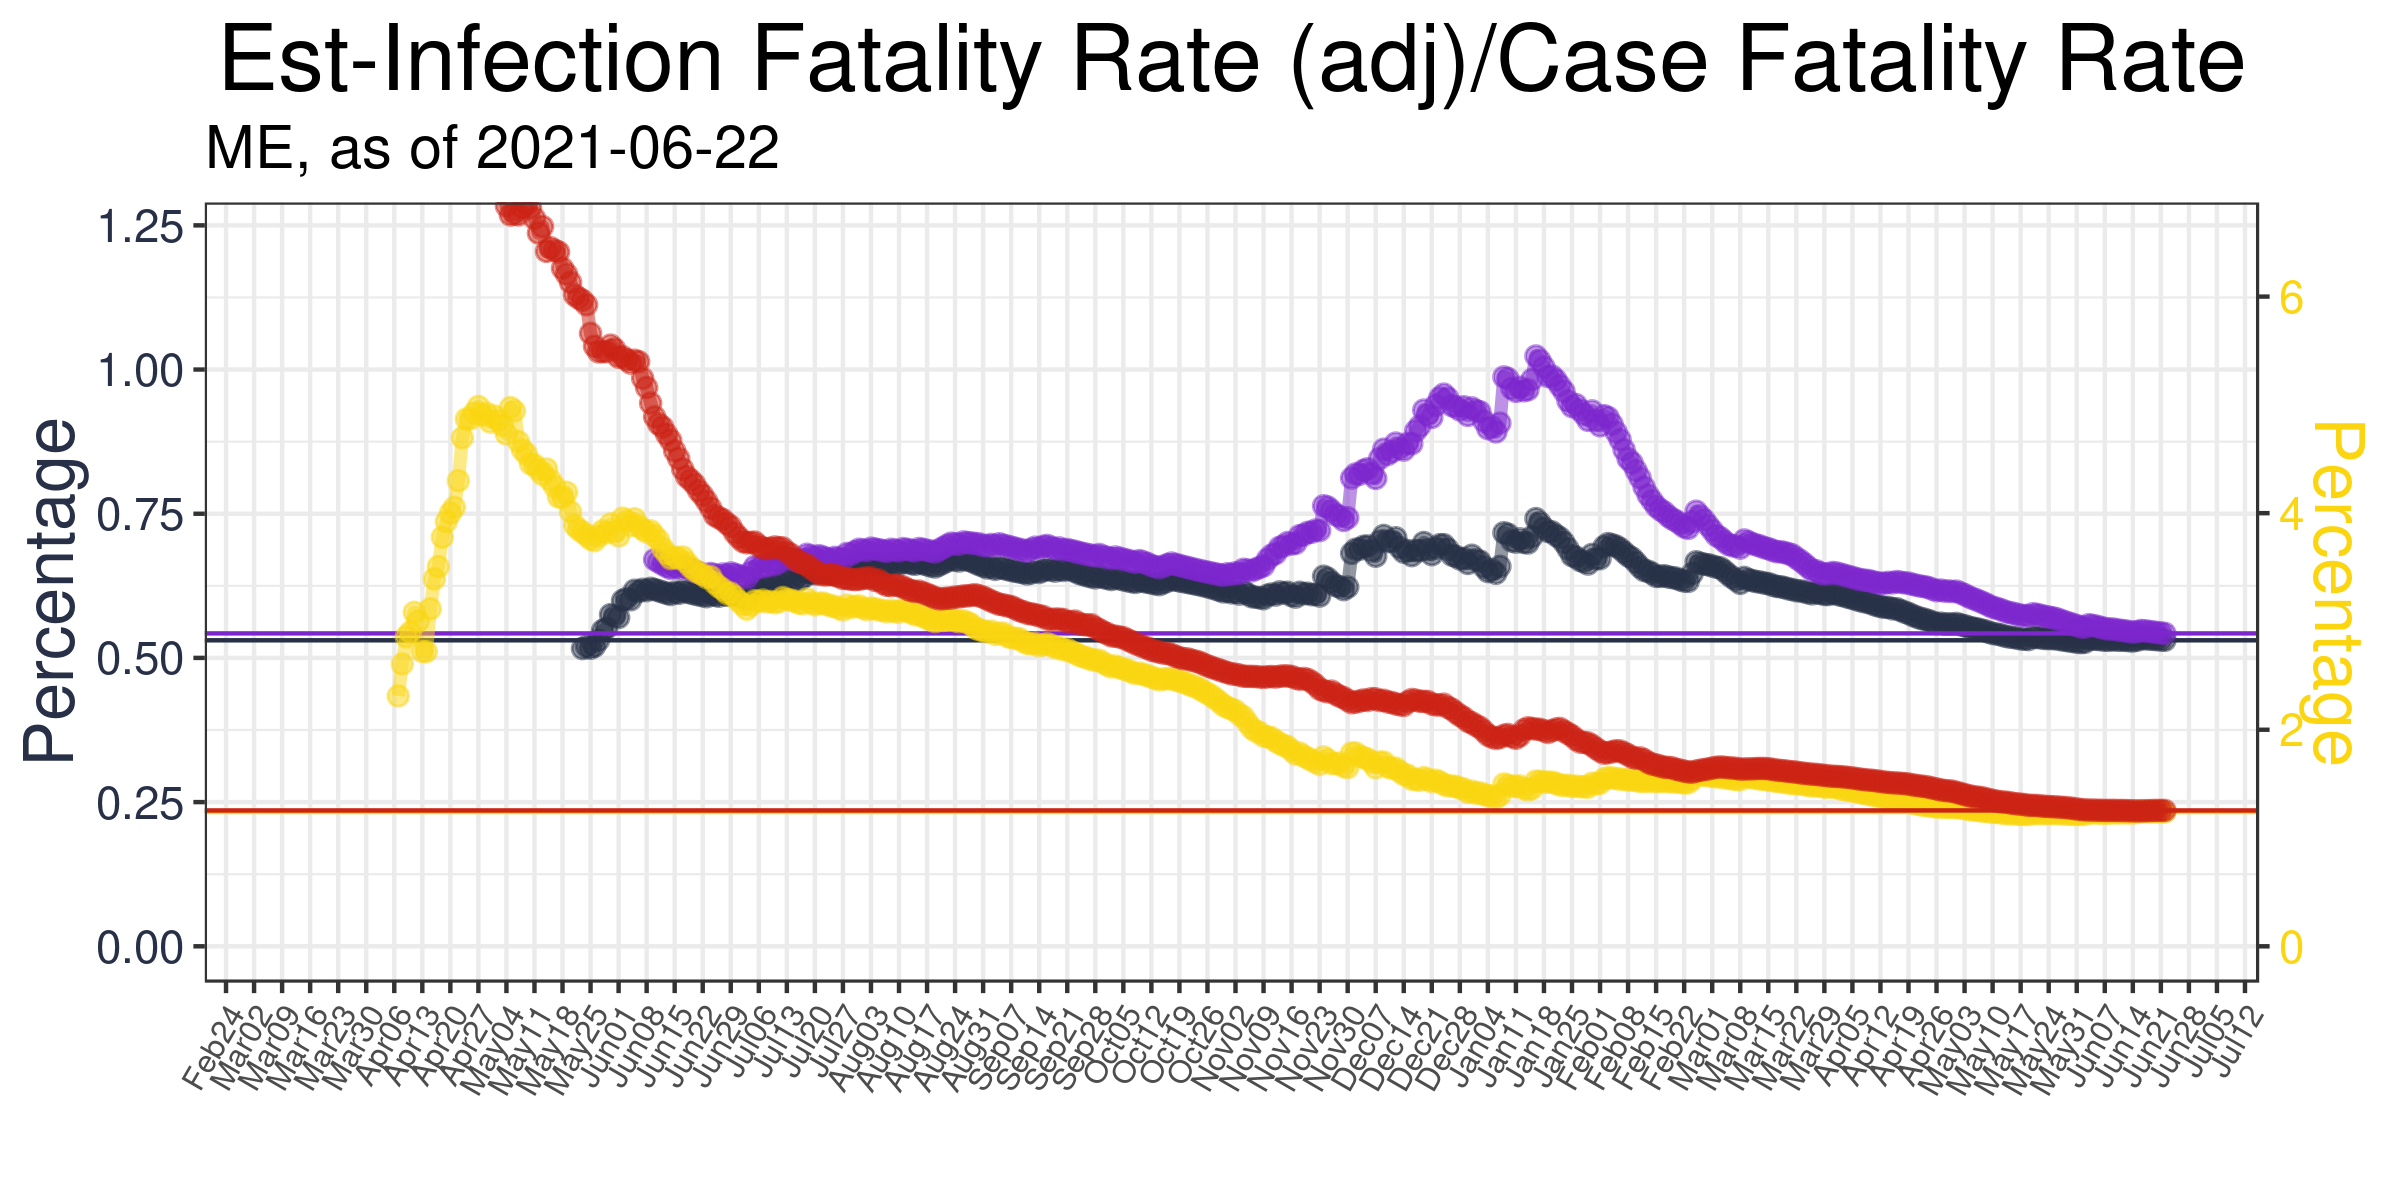 Est-Infection Fatality Rate (adj)/Case Fatality Rate
ME, as of 2021-06-22
Percentage
1.25
1.00
0.75
0.50
0.25
0.00
6
4
2
0
Percentage
Feb24
Mar02
Mar09
Mar16
Mar23
Mar30
Apr06
Apr13
Apr20
Apr27
May04
May11
May18
May25
Jun01
Jun08
Jun15
Jun22
Jun29
Jul06
Jul13
Jul20
Jul27
Aug03
Aug10
Aug17
Aug24
Aug31
Sep07
Sep14
Sep21
Sep28
Oct05
Oct12
Oct19
Oct26
Nov02
Nov09
Nov16
Nov23
Nov30
Dec07
Dec14
Dec21
Dec28
Jan04
Jan11
Jan18
Jan25
Feb01
Feb08
Feb15
Feb22
Mar01
Mar08
Mar15
Mar22
Mar29
Apr05
Apr12
Apr19
Apr26
May03
May10
May17
May24
May31
Jun07
Jun14
Jun21
Jun28
Jul05
Jul12